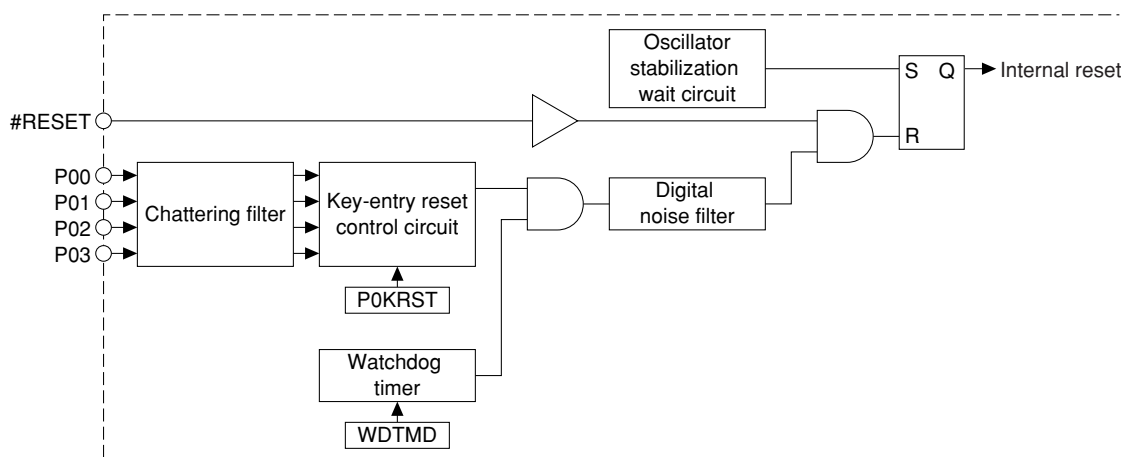 Oscillator
stabilization
wait circuit
S Q
Internal reset
#RESET
R
P00
P01
P02
P03
Chattering filter
Key-entry reset
control circuit
Digital
noise filter
P0KRST
Watchdog
timer
WDTMD